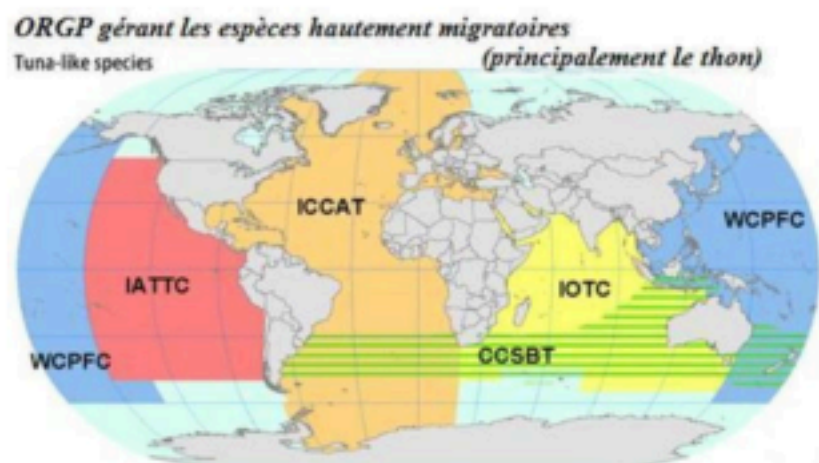 ORGP gérant les espèces hautement migratoires
(principalement le thon)
Tuna-like species
ICCAT
WCPFC
IATTC
IOTC
CCSBT
WCPFC